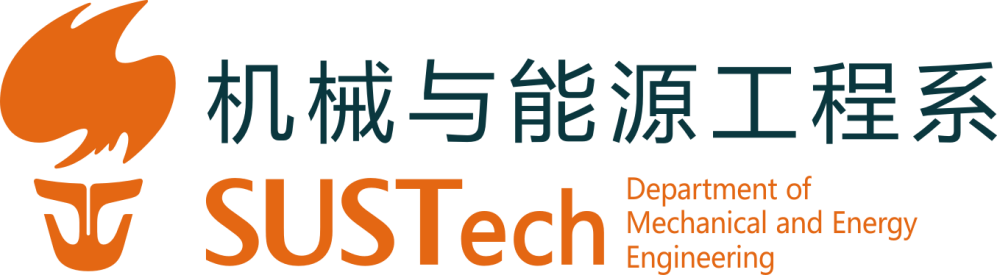 机械与能源工程系
SUSTech
Department of
Mechanical and Energy
Engineering